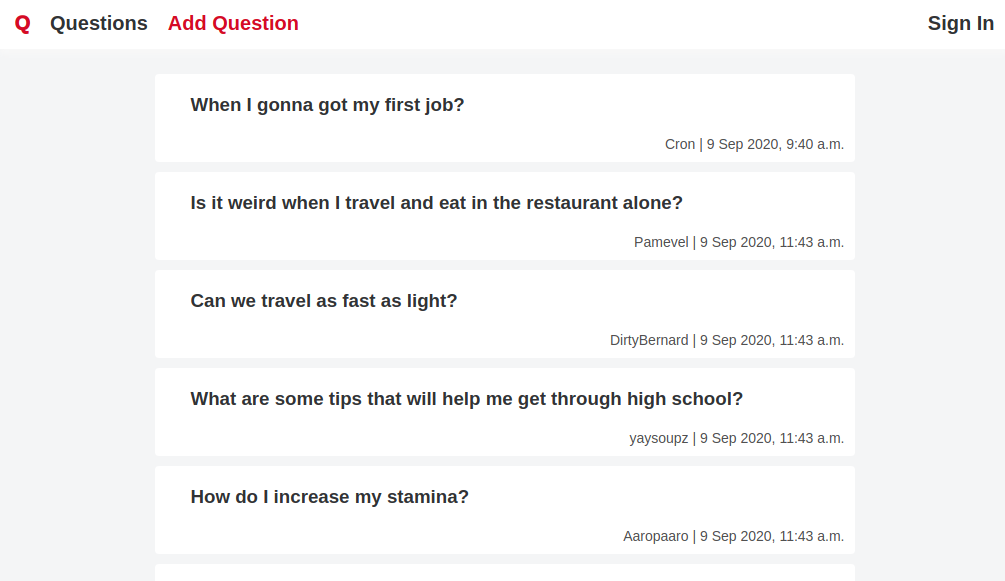 Q Questions Add Question Sign In
When I gonna got my first job?
Cron | 9 Sep 2020, 9:40 a.m.
Is it weird when I travel and eat in the restaurant alone?
Pamevel | 9 Sep 2020, 11:43 a.m.
Can we travel as fast as light?
DirtyBernard | 9 Sep 2020, 11:43 a.m.
What are some tips that will help me get through high school?
yaysoupz | 9 Sep 2020, 11:43 a.m.
How do I increase my stamina?
Aaropaaro | 9 Sep 2020, 11:43 a.m.